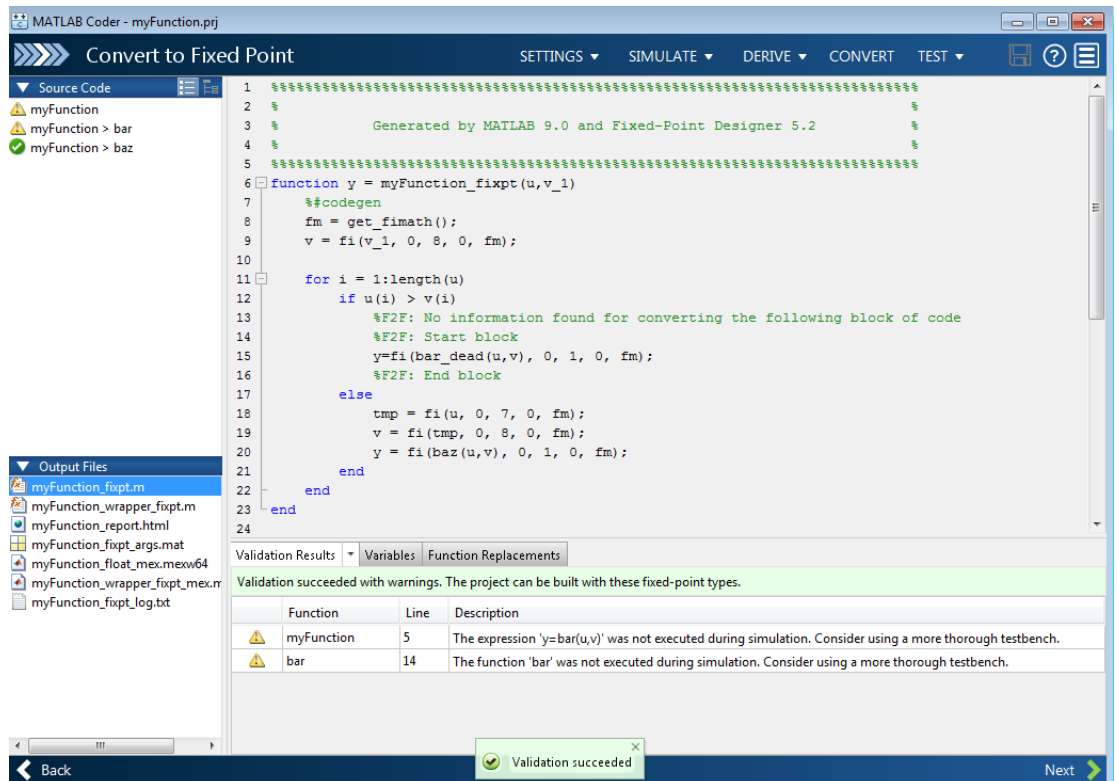 MATLAB Coder - myFunction.prj
Convert to Fixed Point
SETTINGS SIMULATE DERIVE CONVERT TEST
Source Code
myFunction
myFunction > bar
myFunction > baz
1 %%%%%%%%%%%%%%%%%%%%%%%%%%%%%%%%%%%%%%%%%%%%%%%%%%%%%%%%%%%%%%%%%%%%%%%%%%
2 % %
3 % Generated by MATLAB 9.0 and Fixed-Point Designer 5.2 %
4 % %
5 %%%%%%%%%%%%%%%%%%%%%%%%%%%%%%%%%%%%%%%%%%%%%%%%%%%%%%%%%%%%%%%%%%%%%%%%%%
6 function y = myFunction_fixpt(u,v_1)
7 %#codegen
8 fm = get_fimath();
9 v = fi(v_1, 0, 8, 0, fm);
10
11 for i = 1:length(u)
12 if u(i) > v(i)
13 %F2F: No information found for converting the following block of code
14 %F2F: Start block
15 y=fi(bar_dead(u,v), 0, 1, 0, fm);
16 %F2F: End block
17 else
18 tmp = fi(u, 0, 7, 0, fm);
19 v = fi(tmp, 0, 8, 0, fm);
20 y = fi(baz(u,v), 0, 1, 0, fm);
21 end
22 end
23 end
24
Output Files
myFunction_fixpt.m
myFunction_wrapper_fixpt.m
myFunction_report.html
myFunction_fixpt_args.mat
myFunction_float_mex.mexw64
myFunction_wrapper_fixpt_mex.m
myFunction_fixpt_log.txt
Validation Results Variables Function Replacements
Validation succeeded with warnings. The project can be built with these fixed-point types.
Function Line Description
myFunction 5 The expression 'y=bar(u,v)' was not executed during simulation. Consider using a more thorough testbench.
bar 14 The function 'bar' was not executed during simulation. Consider using a more thorough testbench.
Validation succeeded
Back
Next